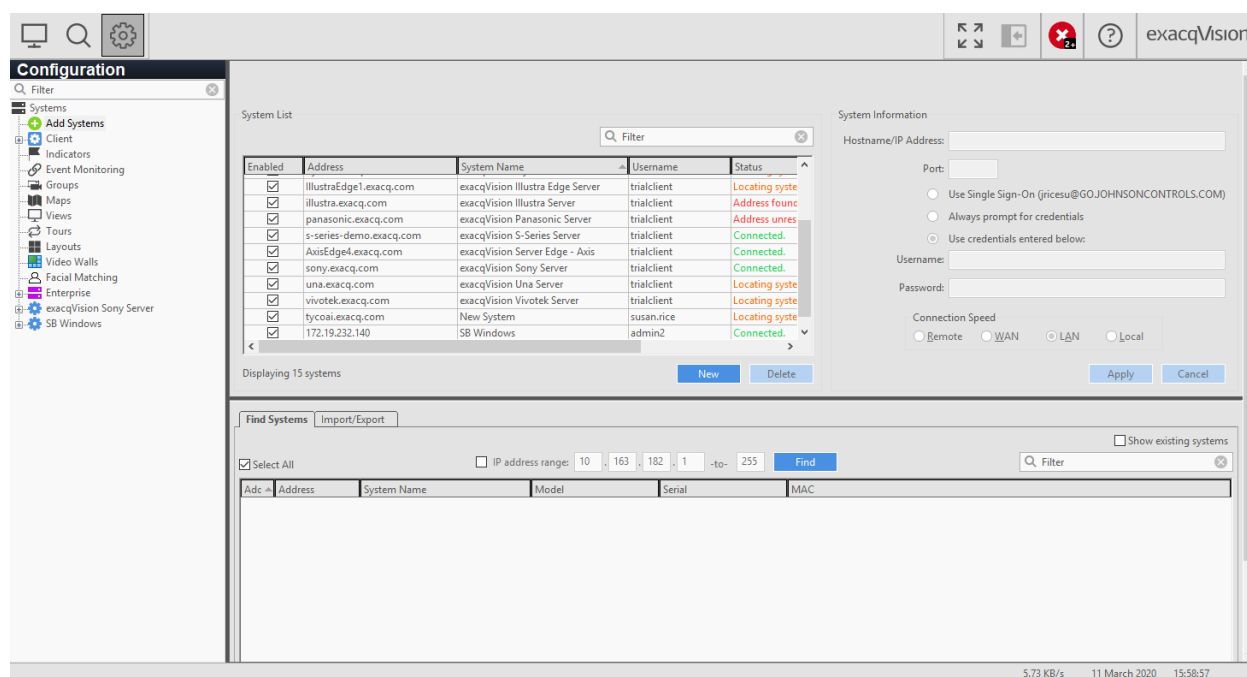 2+
exacqVision
Configuration
Filter
Systems
Add Systems
Client
Indicators
Event Monitoring
Groups
Maps
Views
Tours
Layouts
Video Walls
Facial Matching
Enterprise
exacqVision Sony Server
SB Windows
System List
Filter
Enabled Address System Name Username Status
IllustraEdge1.exacq.com exacqVision Illustra Edge Server trialclient Locating syste
illustra.exacq.com exacqVision Illustra Server trialclient Address found
panasonic.exacq.com exacqVision Panasonic Server trialclient Address unres
s-series-demo.exacq.com exacqVision S-Series Server trialclient Connected.
AxisEdge4.exacq.com exacqVision Server Edge - Axis trialclient Connected.
sony.exacq.com exacqVision Sony Server trialclient Connected.
una.exacq.com exacqVision Una Server trialclient Locating syste
vivotek.exacq.com exacqVision Vivotek Server trialclient Locating syste
tycoai.exacq.com New System susan.rice Locating syste
172.19.232.140 SB Windows admin2 Connected.
Displaying 15 systems New Delete
System Information
Hostname/IP Address:
Port:
Use Single Sign-On (jricesu@GO.JOHNSONCONTROLS.COM)
Always prompt for credentials
Use credentials entered below:
Username:
Password:
Connection Speed
Remote WAN LAN Local
Apply Cancel
Find Systems Import/Export
Show existing systems
Select All IP address range: 10 . 163 . 182 . 1 -to- 255 Find Filter
Adc Address System Name Model Serial MAC
5.73 KB/s 11 March 2020 15:58:57